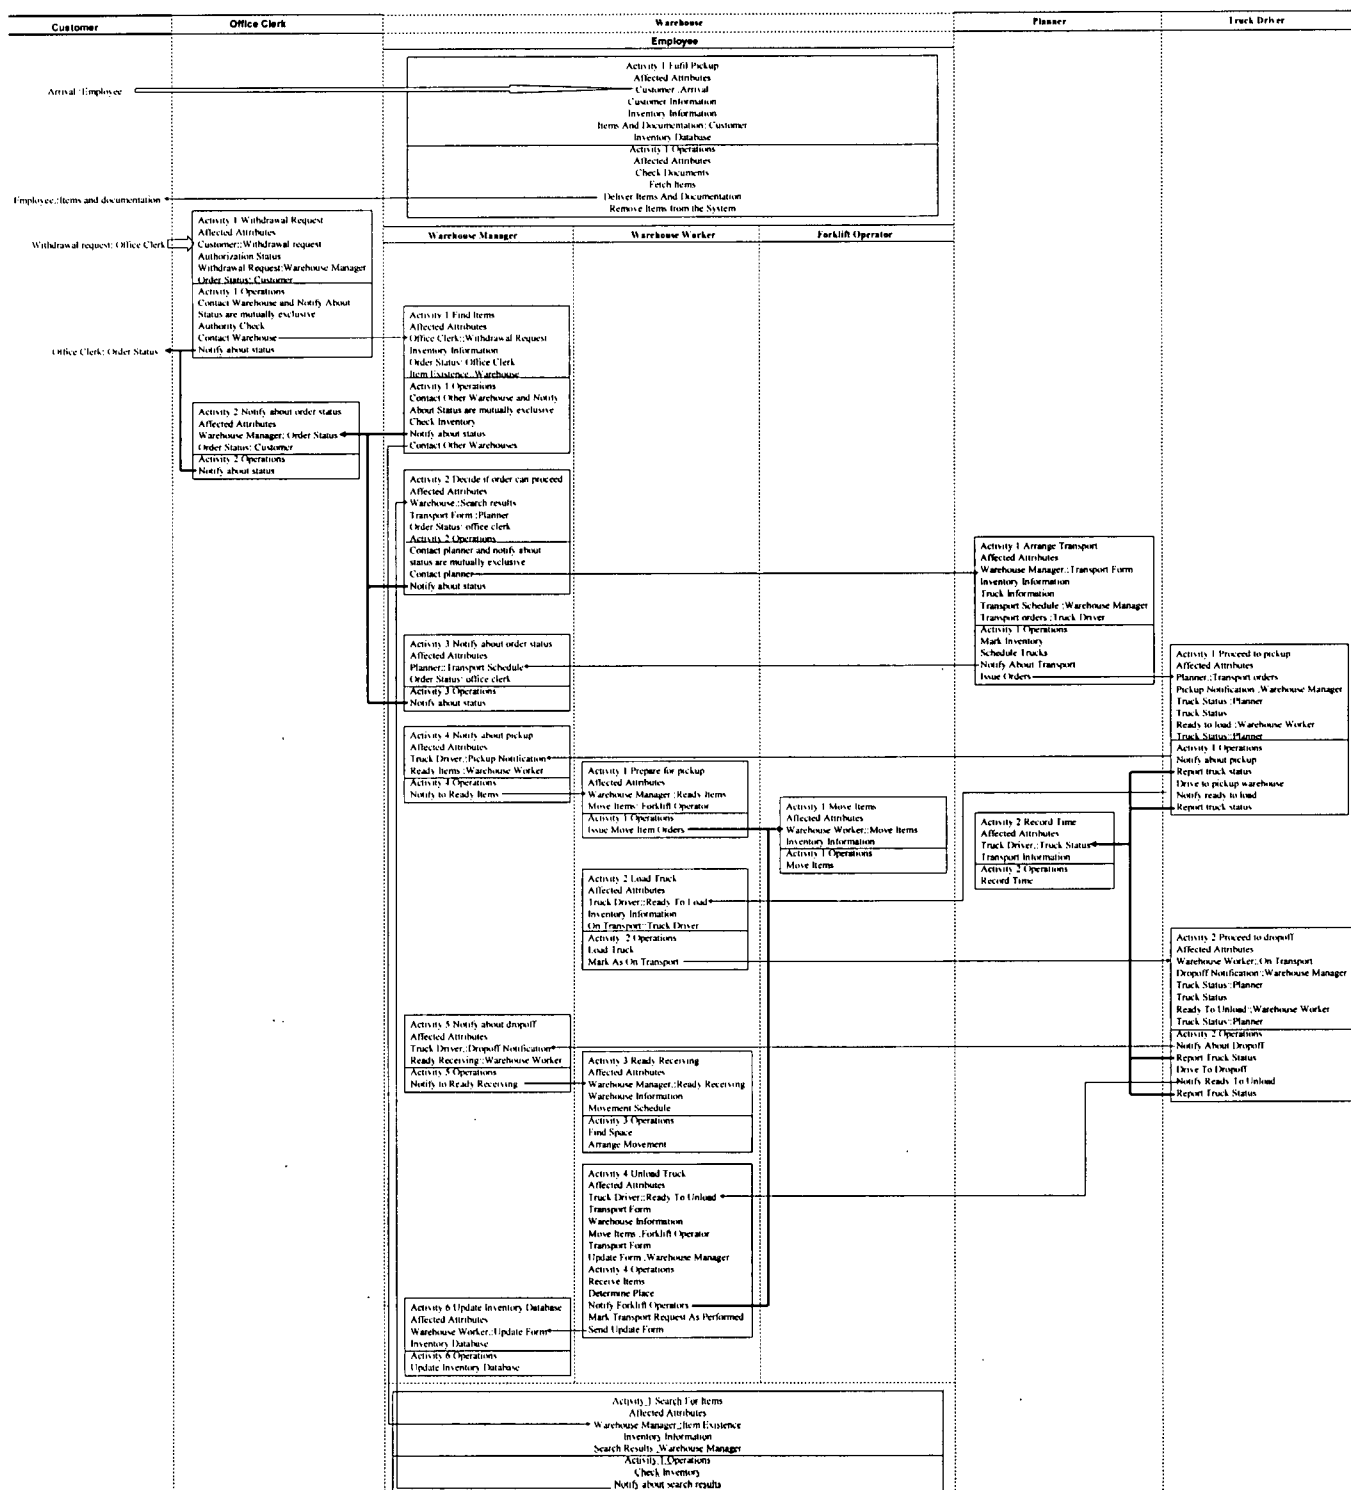 Customer
Office Clerk
Warehouse
Planner
Truck Driver
Employee
Arrival ::Employee
Activity 1 Fulfil Pickup
Affected Attributes
Customer ::Arrival
Customer Information
Inventory Information
Items And Documentation: Customer
Inventory Database
Activity 1 Operations
Affected Attributes
Check Documents
Fetch Items
Deliver Items And Documentation
Remove Items from the System
Employee::Items and documentation
Withdrawal request: Office Clerk
Office Clerk: Order Status
Activity 1 Withdrawal Request
Affected Attributes
Customer::Withdrawal request
Authorization Status
Withdrawal Request:Warehouse Manager
Order Status: Customer
Activity 1 Operations
Contact Warehouse and Notify About
Status are mutually exclusive
Authority Check
Contact Warehouse
Notify about status
Activity 2 Notify about order status
Affected Attributes
Warehouse Manager: Order Status
Order Status: Customer
Activity 2 Operations
Notify about status
Warehouse Manager
Warehouse Worker
Forklift Operator
Activity 1 Find Items
Affected Attributes
Office Clerk::Withdrawal Request
Inventory Information
Order Status: Office Clerk
Item Existence::Warehouse
Activity 1 Operations
Contact Other Warehouse and Notify
About Status are mutually exclusive
Check Inventory
Notify about status
Contact Other Warehouses
Activity 2 Decide if order can proceed
Affected Attributes
Warehouse::Search results
Transport Form ::Planner
Order Status: office clerk
Activity 2 Operations
Contact planner and notify about
status are mutually exclusive
Contact planner
Notify about status
Activity 3 Notify about order status
Affected Attributes
Planner::Transport Schedule
Order Status: office clerk
Activity 3 Operations
Notify about status
Activity 4 Notify about pickup
Affected Attributes
Truck Driver::Pickup Notification
Ready Items ::Warehouse Worker
Activity 4 Operations
Notify to Ready Items
Activity 5 Notify about dropoff
Affected Attributes
Truck Driver::Dropoff Notification
Ready Receiving::Warehouse Worker
Activity 5 Operations
Notify to Ready Receiving
Activity 6 Update Inventory Database
Affected Attributes
Warehouse Worker::Update Form
Inventory Database
Activity 6 Operations
Update Inventory Database
Activity 1 Prepare for pickup
Affected Attributes
Warehouse Manager ::Ready Items
Move Items: Forklift Operator
Activity 1 Operations
Issue Move Item Orders
Activity 2 Load Truck
Affected Attributes
Truck Driver::Ready To Load
Inventory Information
On Transport::Truck Driver
Activity 2 Operations
Load Truck
Mark As On Transport
Activity 3 Ready Receiving
Affected Attributes
Warehouse Manager::Ready Receiving
Warehouse Information
Movement Schedule
Activity 3 Operations
Find Space
Arrange Movement
Activity 4 Unload Truck
Affected Attributes
Truck Driver::Ready To Unload
Transport Form
Warehouse Information
Move Items ::Forklift Operator
Transport Form
Update Form ::Warehouse Manager
Activity 4 Operations
Receive Items
Determine Place
Notify Forklift Operators
Mark Transport Request As Performed
Send Update Form
Activity 1 Move Items
Affected Attributes
Warehouse Worker::Move Items
Inventory Information
Activity 1 Operations
Move Items
Activity 1 Arrange Transport
Affected Attributes
Warehouse Manager::Transport Form
Inventory Information
Truck Information
Transport Schedule ::Warehouse Manager
Transport orders ::Truck Driver
Activity 1 Operations
Mark Inventory
Schedule Trucks
Notify About Transport
Issue Orders
Activity 2 Record Time
Affected Attributes
Truck Driver::Truck Status
Transport Information
Activity 2 Operations
Record Time
Activity 1 Proceed to pickup
Affected Attributes
Planner::Transport orders
Pickup Notification ::Warehouse Manager
Truck Status ::Planner
Truck Status
Ready to load ::Warehouse Worker
Truck Status::Planner
Activity 1 Operations
Notify about pickup
Report truck status
Drive to pickup warehouse
Notify ready to load
Report truck status
Activity 2 Proceed to dropoff
Affected Attributes
Warehouse Worker::On Transport
Dropoff Notification::Warehouse Manager
Truck Status::Planner
Truck Status
Ready To Unload::Warehouse Worker
Truck Status::Planner
Activity 2 Operations
Notify About Dropoff
Report Truck Status
Drive To Dropoff
Notify Ready To Unload
Report Truck Status
Activity 1 Search For Items
Affected Attributes
Warehouse Manager::Item Existence
Inventory Information
Search Results ::Warehouse Manager
Activity 1 Operations
Check Inventory
Notify about search results